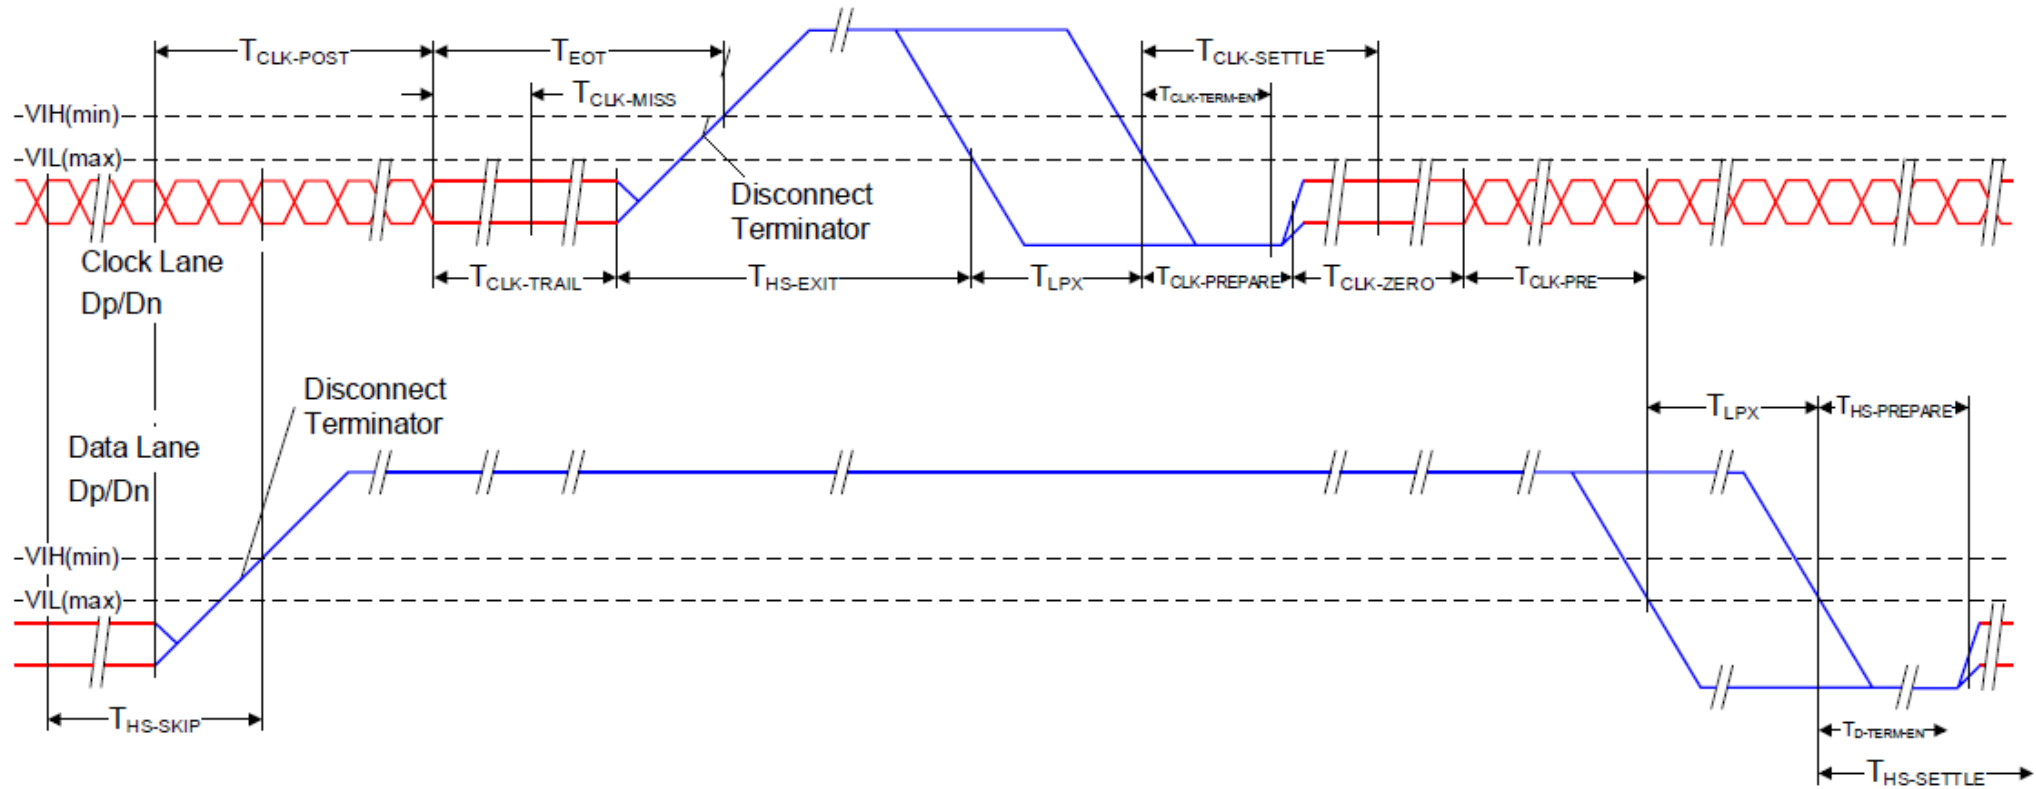 TCLK-POST
TEOT
TCLK-SETTLE
TCLK-MISS
TCLK-TERM-EN
VIH(min)
VIL(max)
Disconnect
Terminator
Clock Lane
Dp/Dn
TCLK-TRAIL
THS-EXIT
TLPX
TCLK-PREPARE
TCLK-ZERO
TCLK-PRE
Disconnect
Terminator
TLPX
THS-PREPARE
Data Lane
Dp/Dn
VIH(min)
VIL(max)
THS-SKIP
TD-TERM-EN
THS-SETTLE